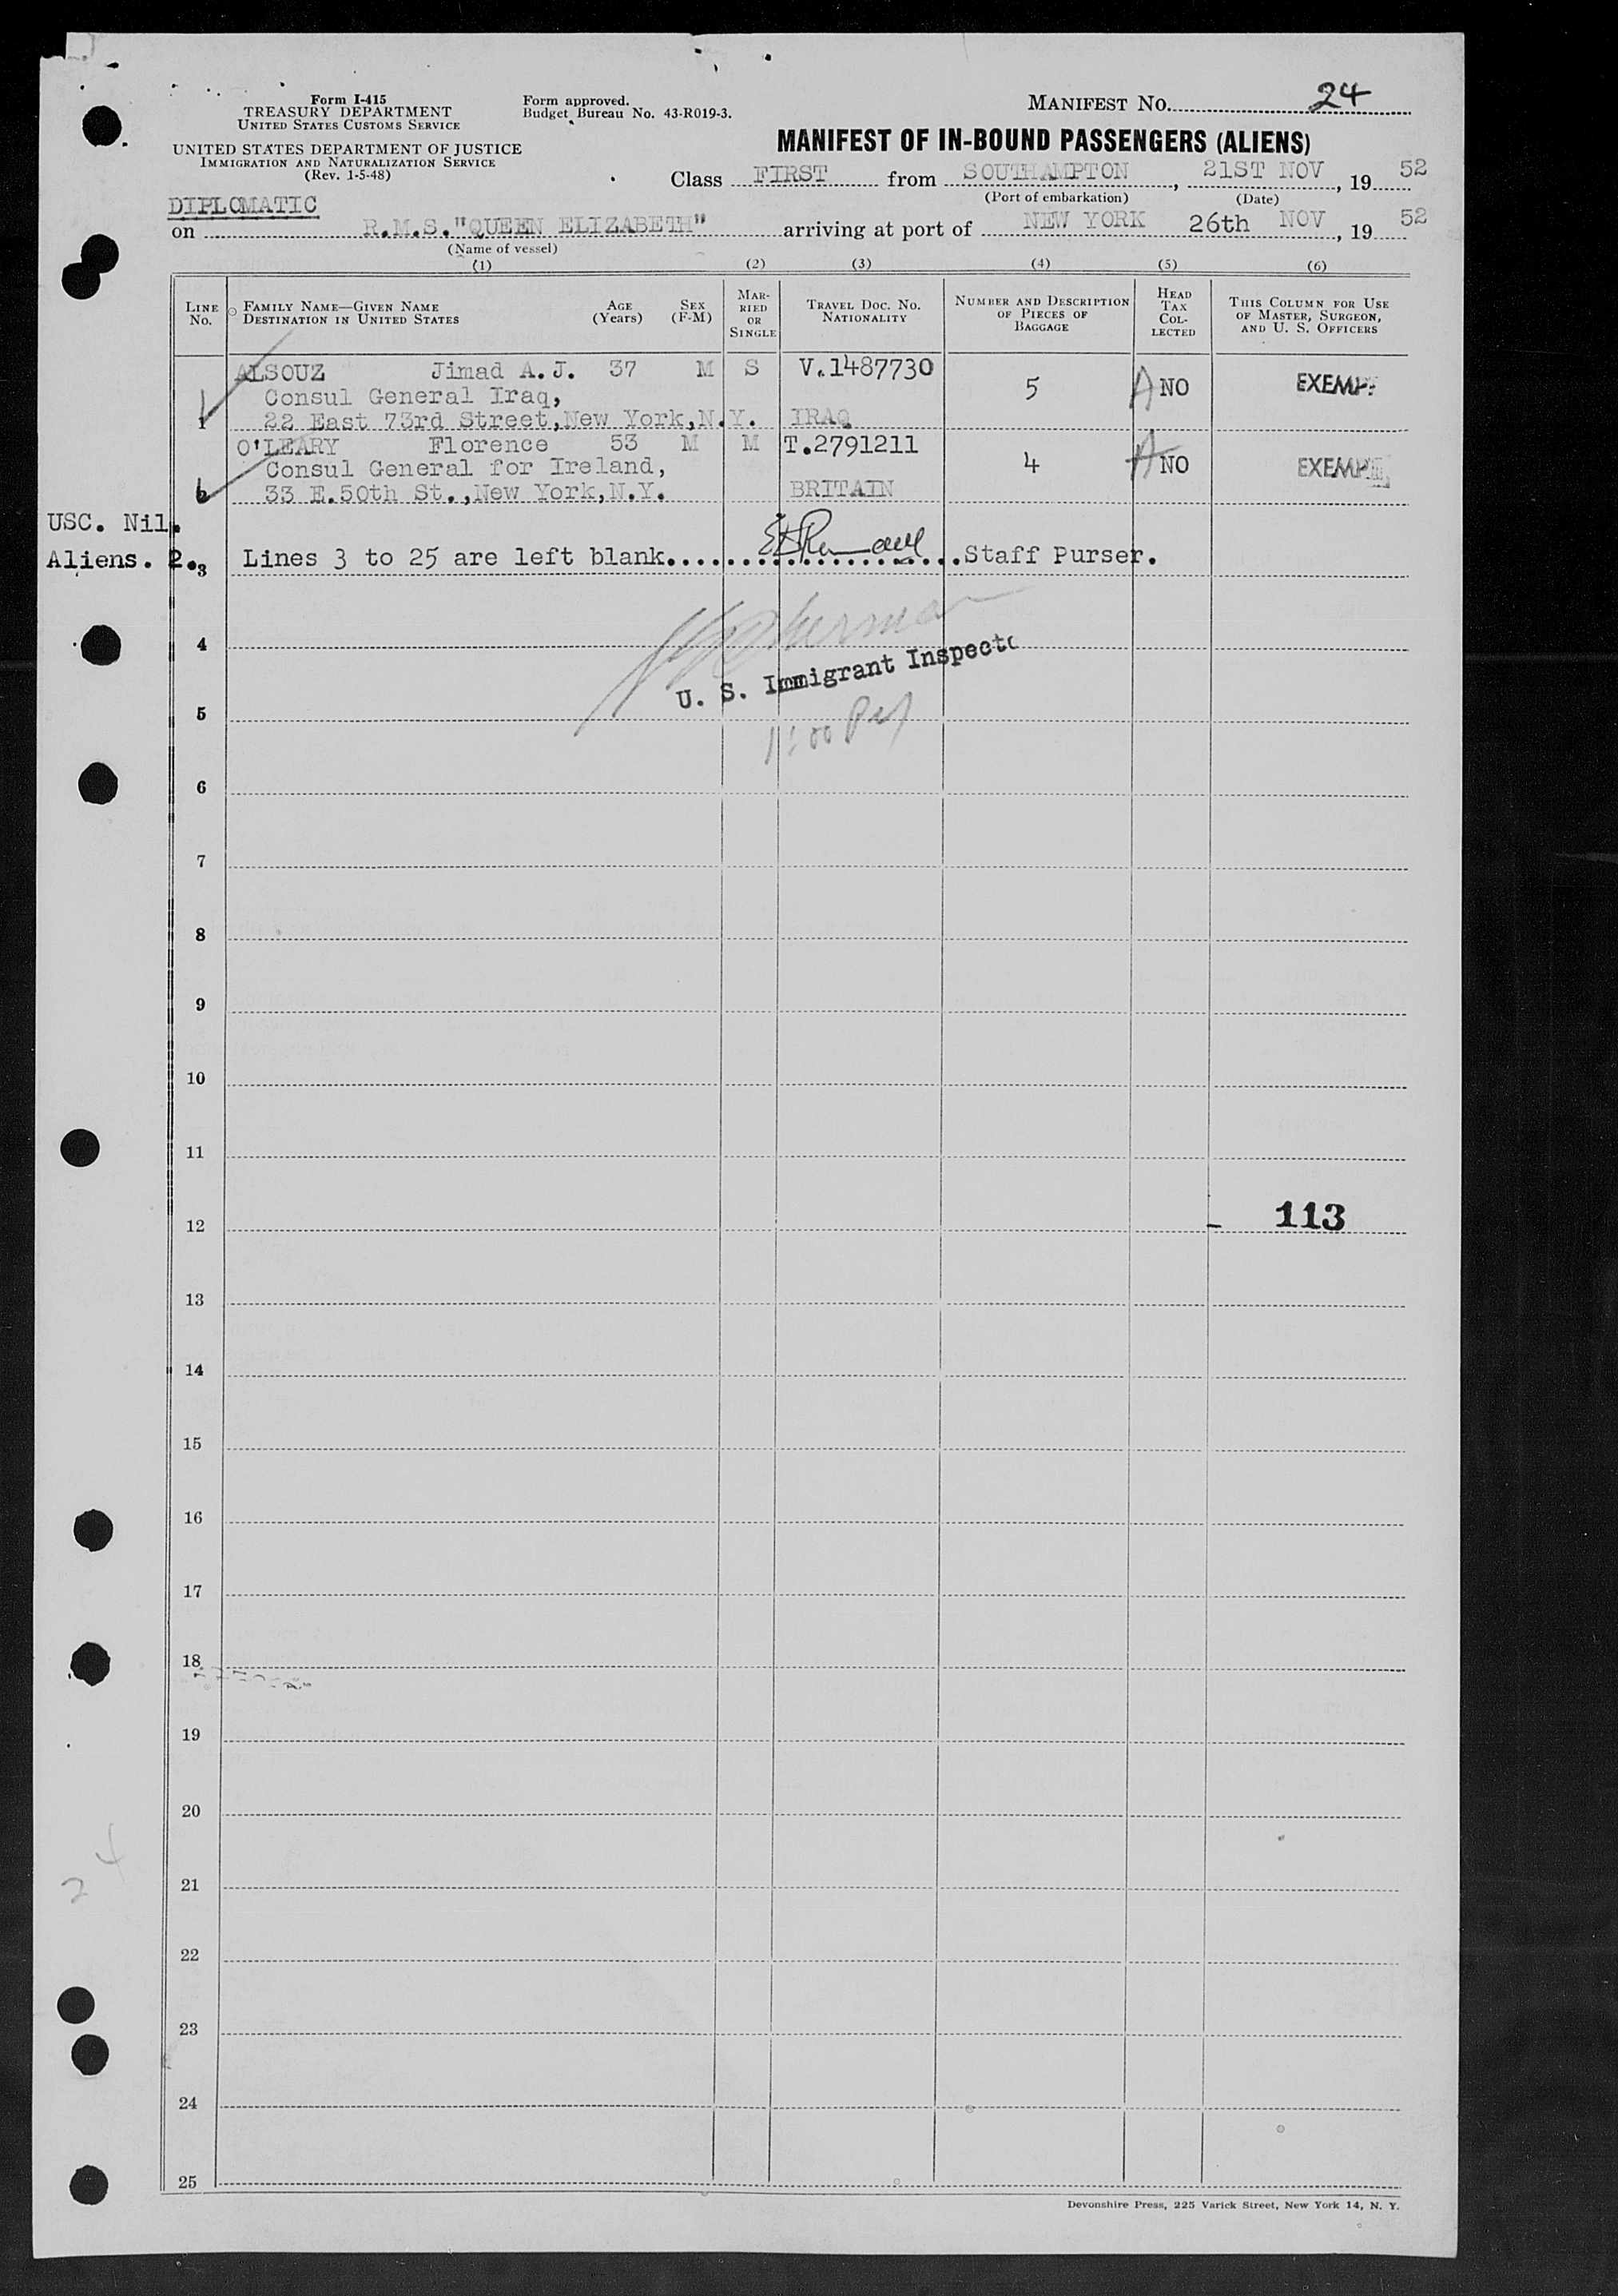 Form I-415
TREASURY DEPARTMENT
UNITED STATES CUSTOMS SERVICE
UNITED STATES DEPARTMENT OF JUSTICE
IMMIGRATION AND NATURALIZATION SERVICE
(Rev. 1-5-48)
Form approved.
Budget Bureau No. 43-R019-3.
MANIFEST No. 24
MANIFEST OF IN-BOUND PASSENGERS (ALIENS)
Class FIRST from SOUTHAMPTON, 21ST NOV, 1952
(Port of embarkation) (Date)
DIPLOMATIC
on R.M.S."QUEEN ELIZABETH" arriving at port of NEW YORK 26th NOV, 1952
(Name of vessel)
(1) (2) (3) (4) (5) (6)
LINE No.
FAMILY NAME—GIVEN NAME
DESTINATION IN UNITED STATES
AGE (Years)
SEX (F-M)
MARRIED OR SINGLE
TRAVEL DOC. NO. NATIONALITY
NUMBER AND DESCRIPTION OF PIECES OF BAGGAGE
HEAD TAX COLLECTED
THIS COLUMN FOR USE OF MASTER, SURGEON, AND U. S. OFFICERS
ALSOUZ Jimad A.J. 37 M S V.1487730
Consul General Iraq, 5 A NO EXEMP
1 22 East 73rd Street,New York,N.Y. IRAQ
O'LEARY Florence 53 M M T.2791211
Consul General for Ireland, 4 A NO EXEMP
33 E.50th St.,New York,N.Y. BRITAIN
USC. Nil.
Aliens. 2.
3 Lines 3 to 25 are left blank..........Staff Purser.
4
U. S. Immigrant Inspecto
5
11:00
6
7
8
9
10
11
12 113
13
14
15
16
17
18
19
20
24
21
22
23
24
25
Devonshire Press, 225 Varick Street, New York 14, N. Y.